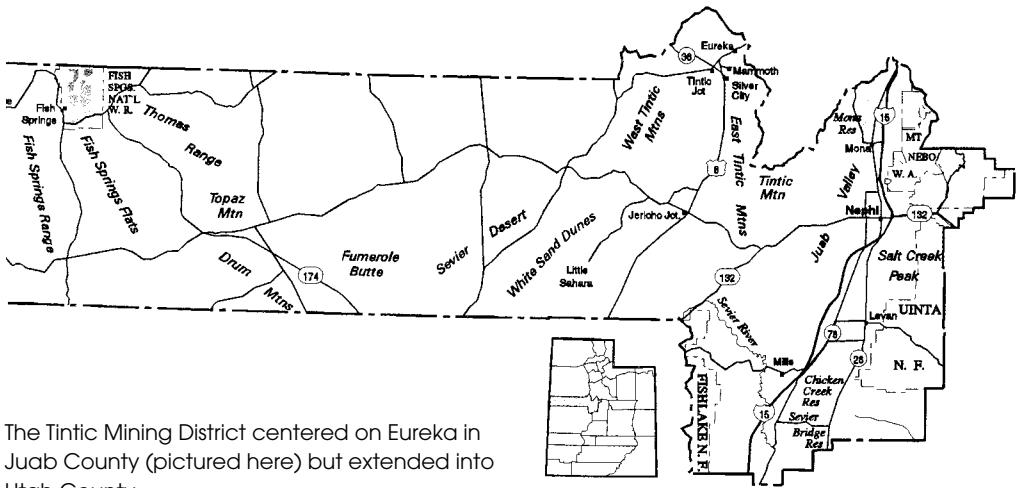 36
Eureka
Mammoth
Silver
City
Tintic
Jct
FISH
SPGS.
NAT'L
W. R.
Fish
Springs
Thomas
Range
Fish Springs Range
Fish Springs Flats
Topaz
Mtn
Drum
Mtns
174
Fumerole
Butte
Sevier Desert
White Sand Dunes
Little
Sahara
Jericho Jct.
West Tintic
Mtns
6
East Tintic Mtns
Tintic
Mtn
Mona
Res
Mona
15
MT
NEBO
W. A.
Juab Valley
Nephi
132
Salt Creek
Peak
132
Sevier River
Levan
UINTA
N. F.
78
28
Mills
Chicken
Creek
Res
Sevier
Bridge
Res
15
FISHLAKE N. F.
The Tintic Mining District centered on Eureka in
Juab County (pictured here) but extended into
Utah County